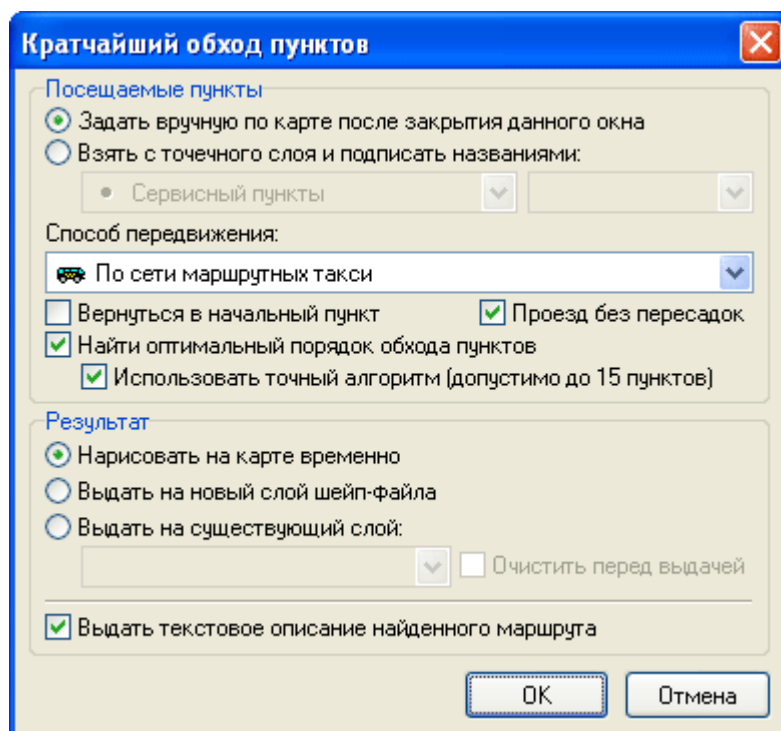 Кратчайший обход пунктов
Посещаемые пункты
Задать вручную по карте после закрытия данного окна
Взять с точечного слоя и подписать названиями:
Сервисный пункты
Способ передвижения:
По сети маршрутных такси
Вернуться в начальный пункт
Проезд без пересадок
Найти оптимальный порядок обхода пунктов
Использовать точный алгоритм (допустимо до 15 пунктов)
Результат
Нарисовать на карте временно
Выдать на новый слой шейп-файла
Выдать на существующий слой:
Очистить перед выдачей
Выдать текстовое описание найденного маршрута
OK
Отмена